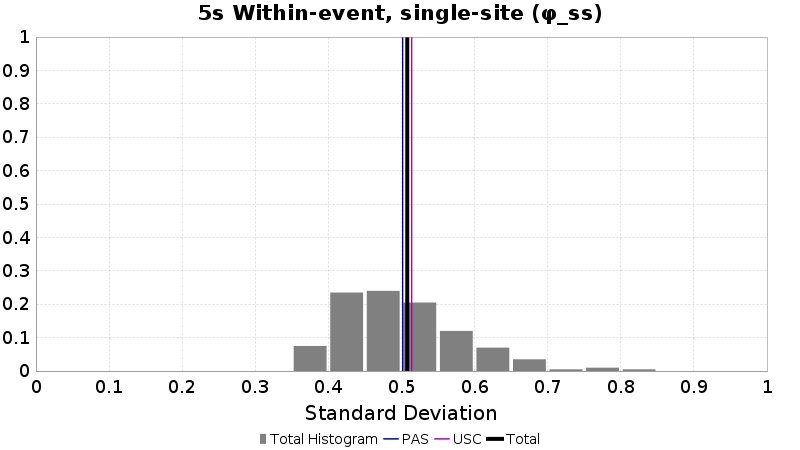 5s Within-event, single-site (φ_ss)
1
0.9
0.8
0.7
0.6
0.5
0.4
0.3
0.2
0.1
0
0 0.1 0.2 0.3 0.4 0.5 0.6 0.7 0.8 0.9 1
Standard Deviation
Total Histogram PAS USC Total